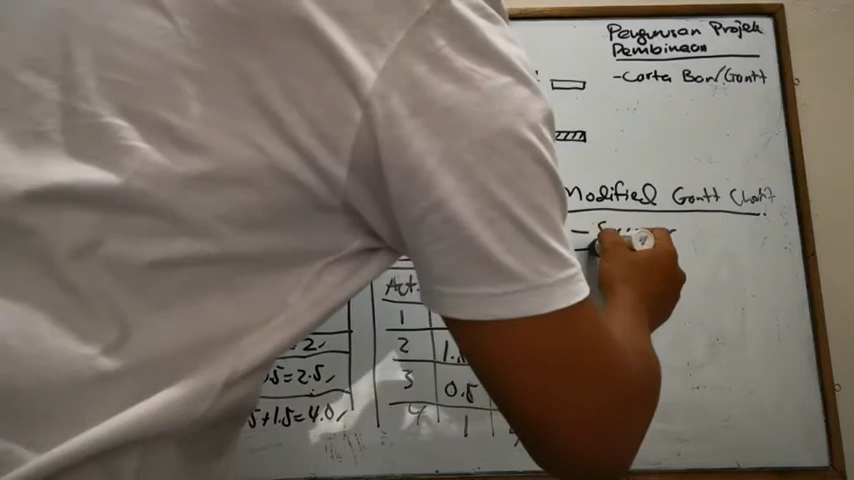 Pengurusan Projek
Pembinaan
- Carta Bar/Gantt
Modified Gantt Chart
Act.
1
2
3 0.5
4 1
=2
.5=2.5
5+1.5=4.0